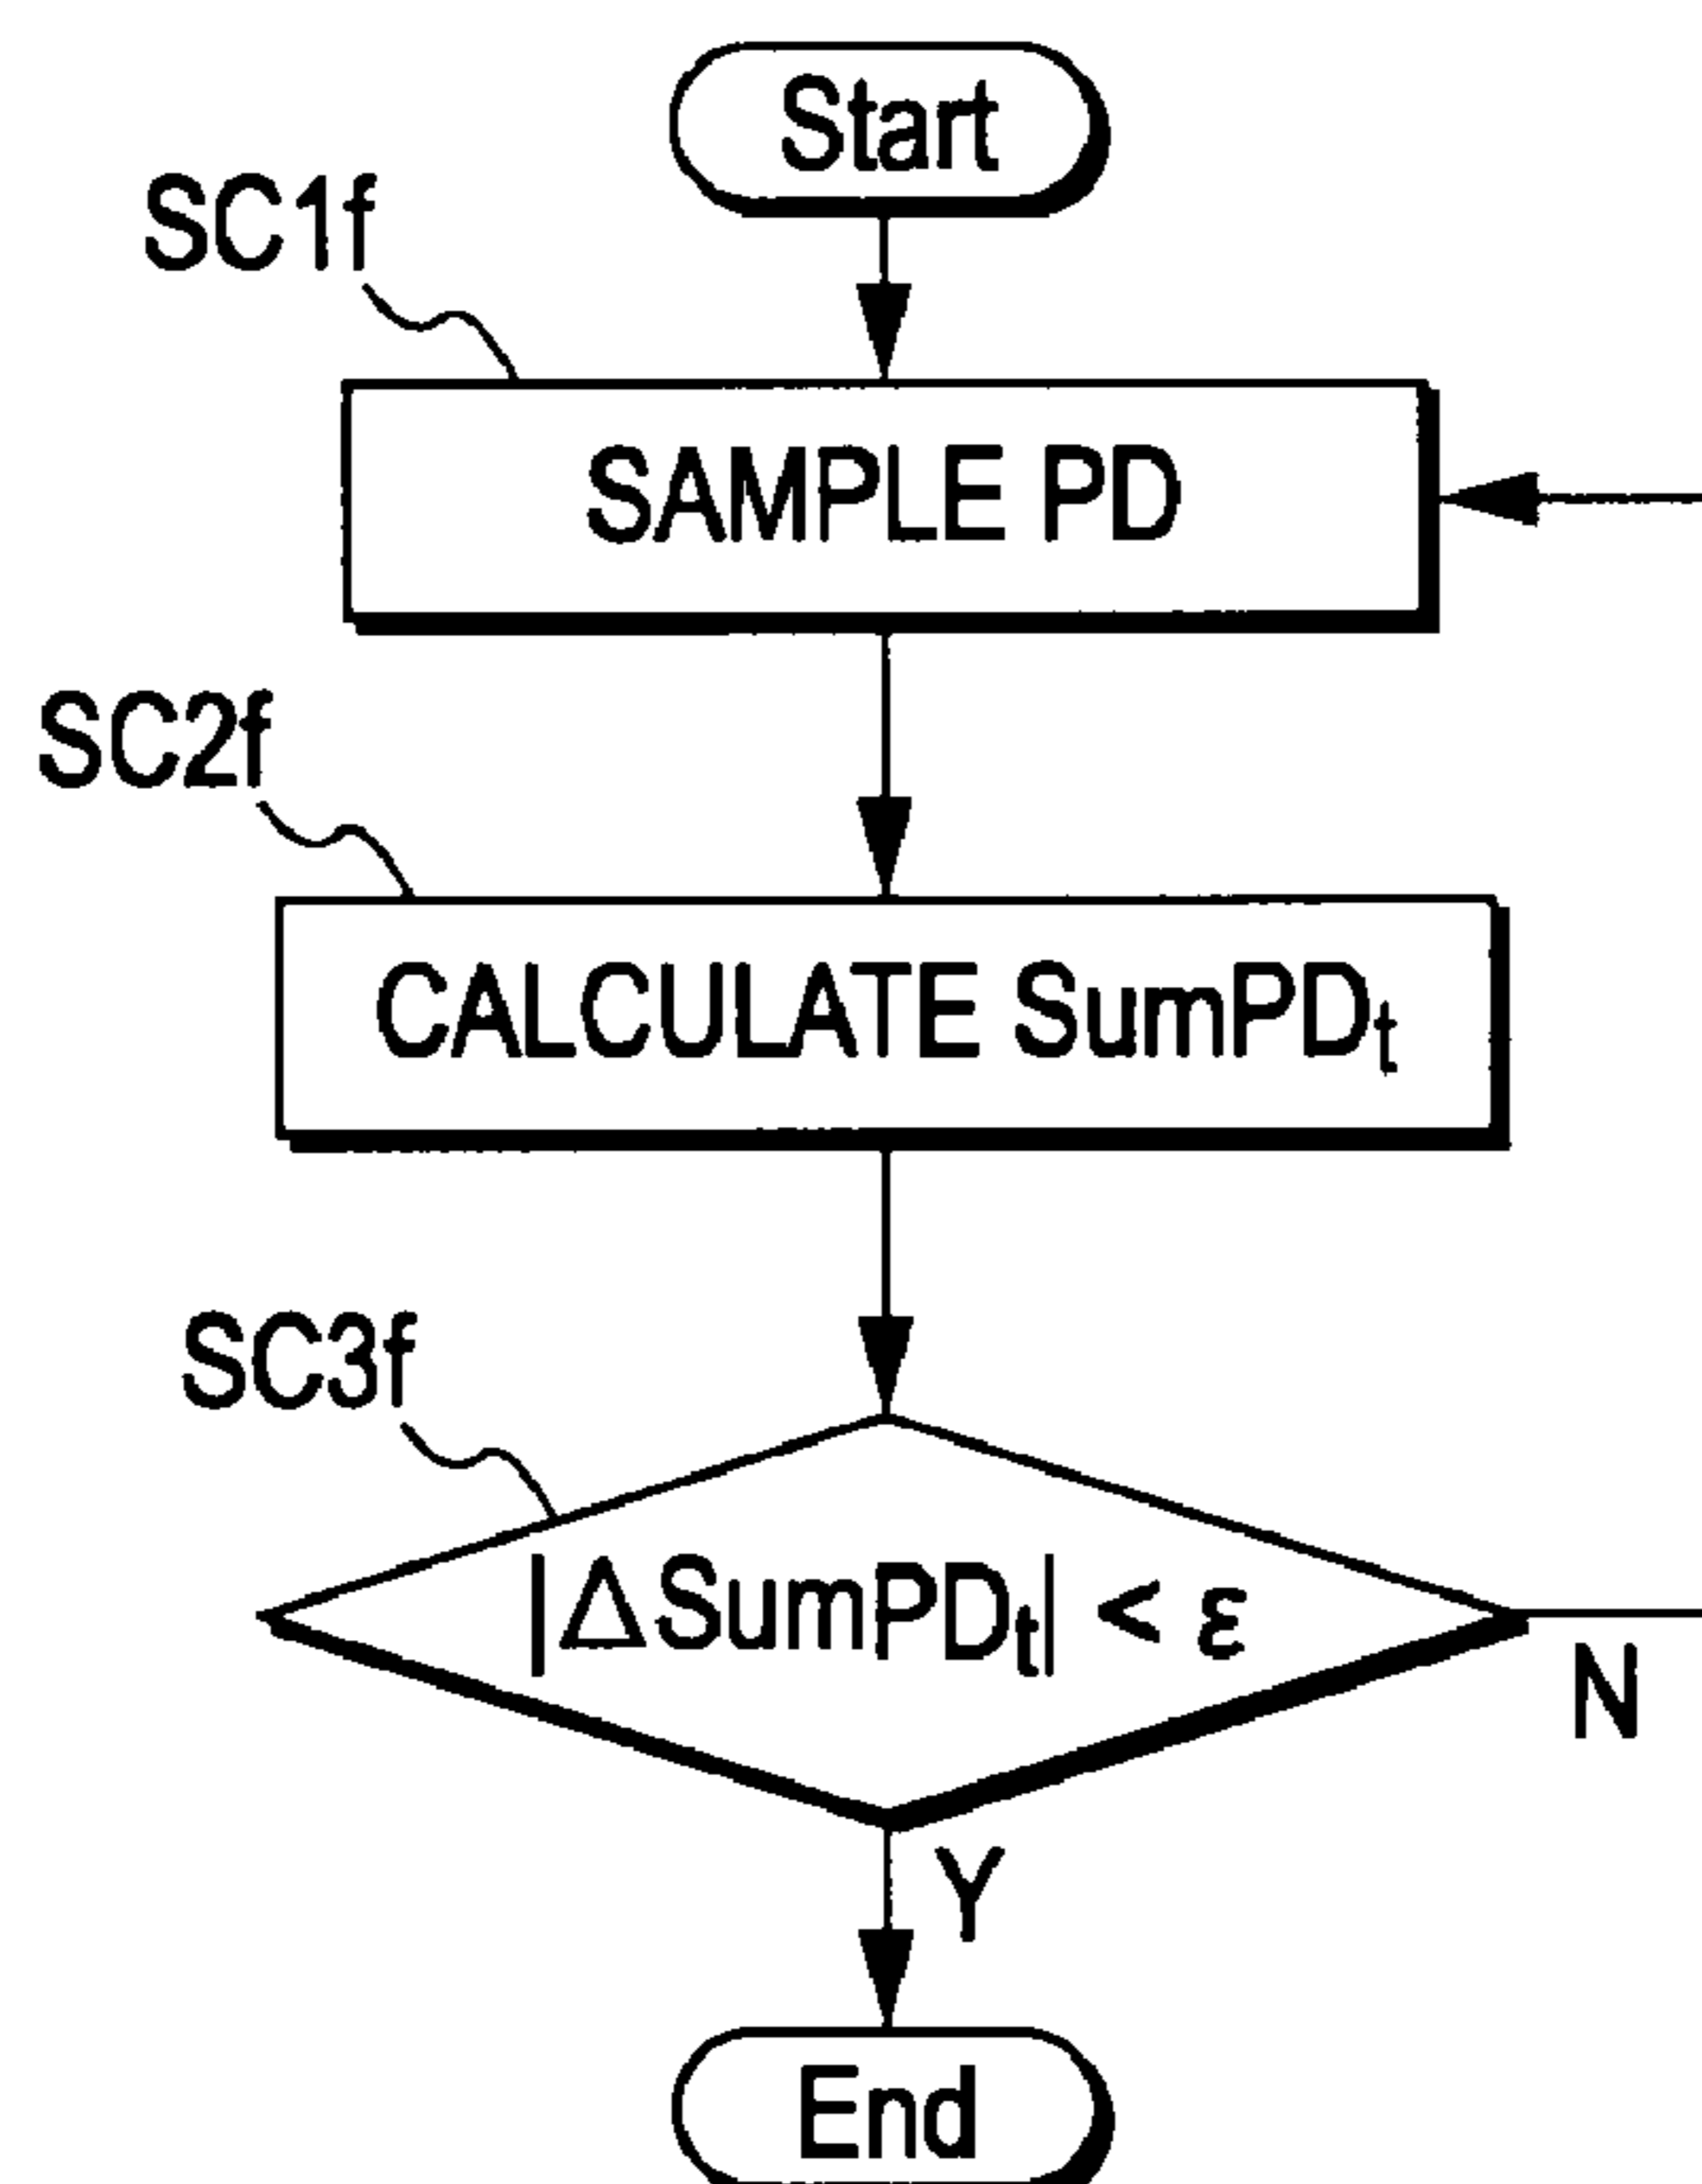 Start
SC1f
SAMPLE PD
SC2f
CALCULATE SumPDₜ
SC3f
|ΔSumPDₜ| < ε
N
Y
End